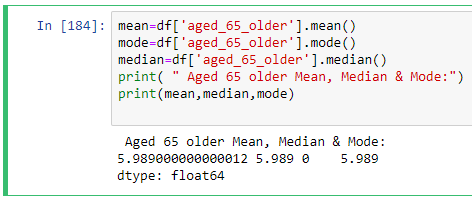 In [184]: mean=df['aged_65_older'].mean()
mode=df['aged_65_older'].mode()
median=df['aged_65_older'].median()
print( " Aged 65 older Mean, Median & Mode:")
print(mean,median,mode)
Aged 65 older Mean, Median & Mode:
5.989000000000012 5.989 0    5.989
dtype: float64